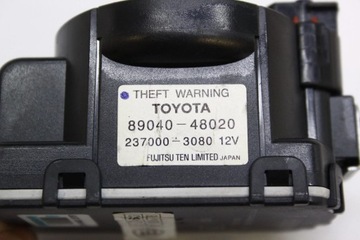 THEFT WARNING
TOYOTA
89040-48020
237000-3080 12V
FUJITSU TEN LIMITED JAPAN